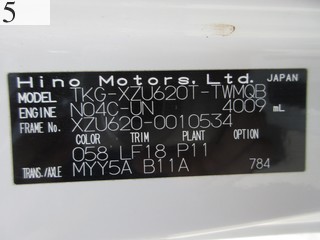 5
Hino Motors, Ltd. JAPAN
MODEL TKG-XZU620T-TWMQB
ENGINE N04C-UN 4009 mL
FRAME No. XZU620-0010534
COLOR TRIM PLANT OPTION
058 LF18 P11
TRANS./AXLE MYY5A B11A 784